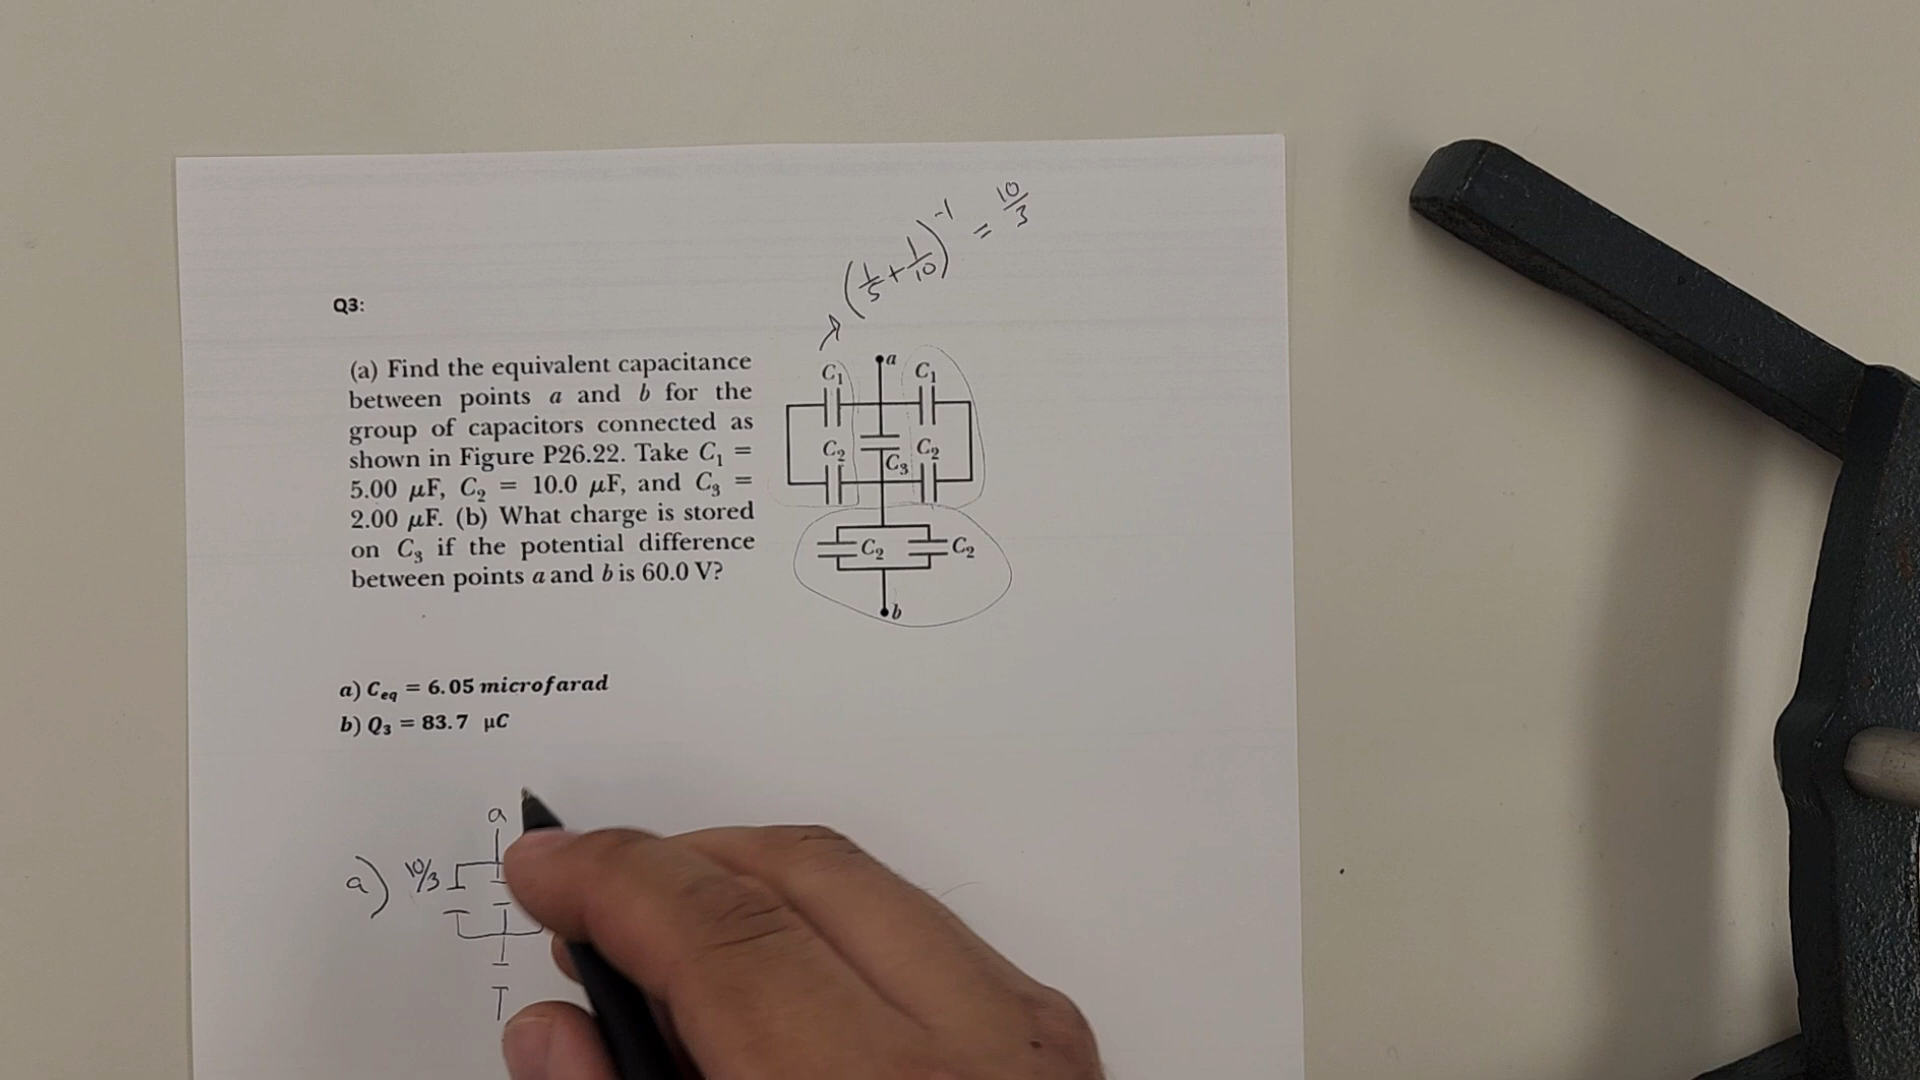 (1/5 + 1/10)^-1 = 10/3
Q3:
(a) Find the equivalent capacitance
between points a and b for the
group of capacitors connected as
shown in Figure P26.22. Take C₁ =
5.00 μF, C₂ = 10.0 μF, and C₃ =
2.00 μF. (b) What charge is stored
on C₃ if the potential difference
between points a and b is 60.0 V?
a
C₁ C₁
C₂ C₃ C₂
C₂ C₂
b
a) Ceq = 6.05 microfarad
b) Q₃ = 83.7 μC
a
a) 10/3